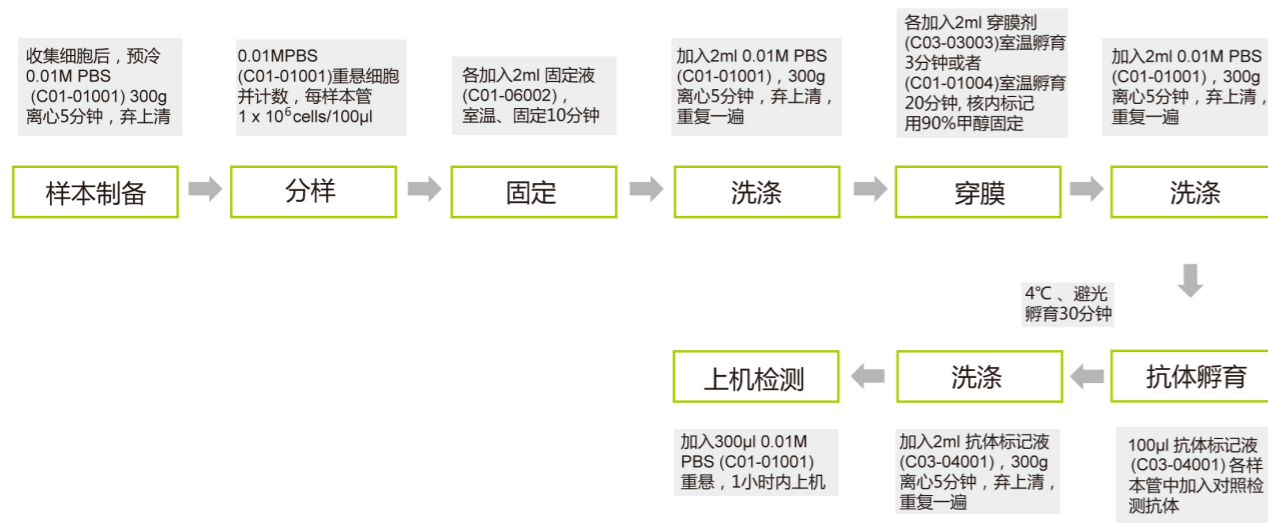 收集细胞后，预冷
0.01M PBS
(C01-01001) 300g
离心5分钟，弃上清
0.01MPBS
(C01-01001)重悬细胞
并计数，每样本管
1 x 10⁶cells/100μl
各加入2ml 固定液
(C01-06002)，
室温、固定10分钟
加入2ml 0.01M PBS
(C01-01001)，300g
离心5分钟，弃上清，
重复一遍
各加入2ml 穿膜剂
(C03-03003)室温孵育
3分钟或者
(C01-01004)室温孵育
20分钟, 核内标记
用90%甲醇固定
加入2ml 0.01M PBS
(C01-01001)，300g
离心5分钟，弃上清，
重复一遍
样本制备
分样
固定
洗涤
穿膜
洗涤
4℃ 、避光
孵育30分钟
上机检测
洗涤
抗体孵育
加入300μl 0.01M
PBS (C01-01001)
重悬，1小时内上机
加入2ml 抗体标记液
(C03-04001)，300g
离心5分钟，弃上清，
重复一遍
100μl 抗体标记液
(C03-04001) 各样
本管中加入对照检
测抗体